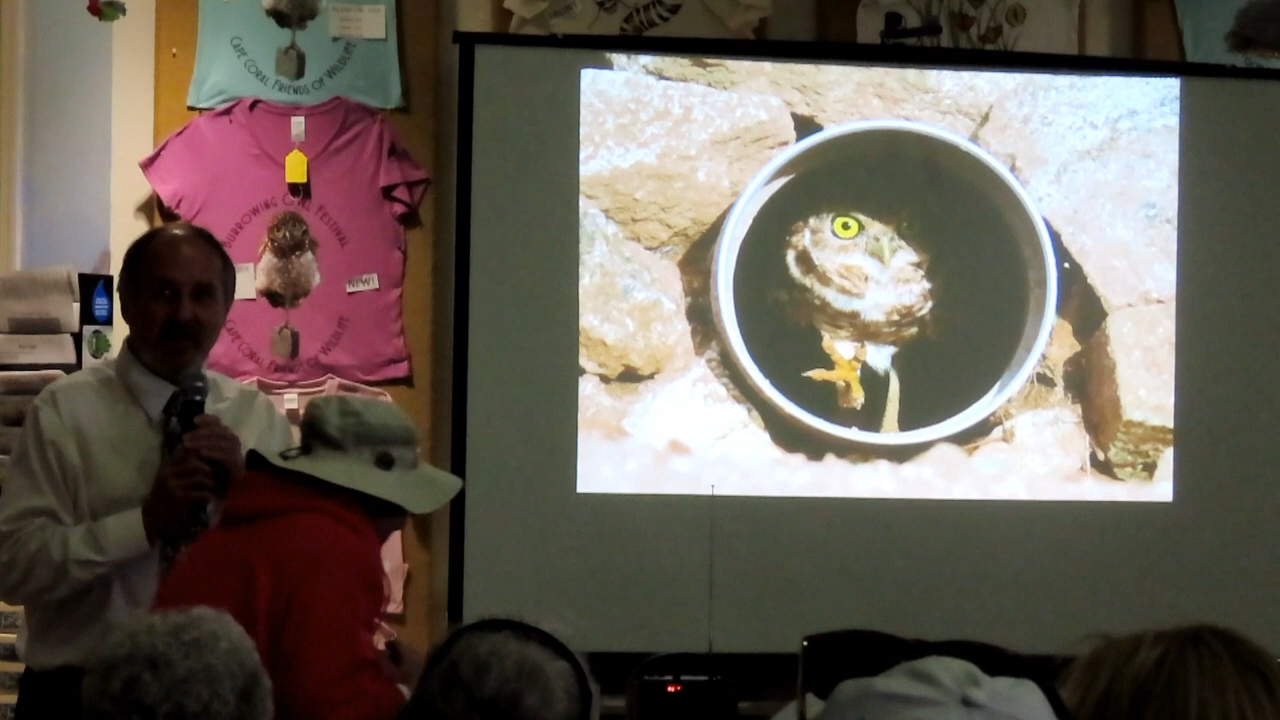 CAPE CORAL FRIENDS OF WILDLIFE
BURROWING OWL FESTIVAL
NEW!
CAPE CORAL FRIENDS OF WILDLIFE